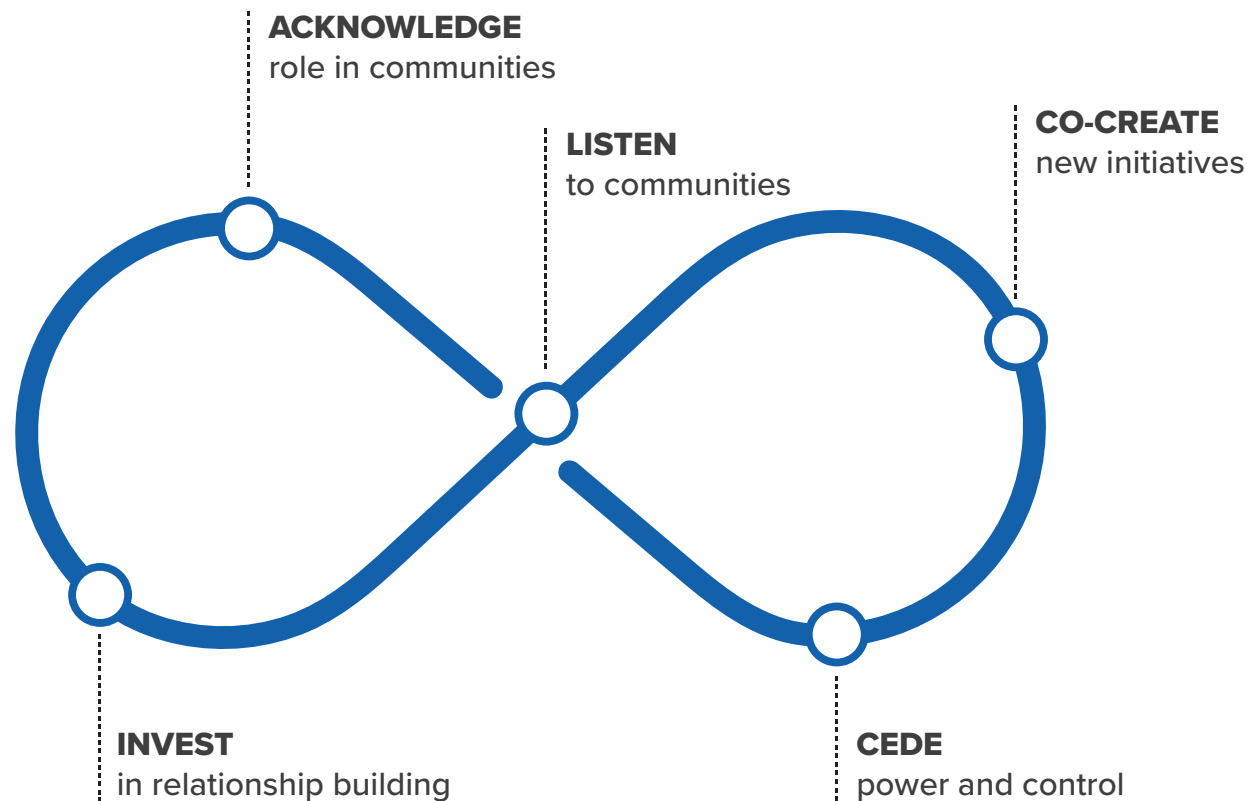 ACKNOWLEDGE
role in communities
LISTEN
to communities
CO-CREATE
new initiatives
INVEST
in relationship building
CEDE
power and control